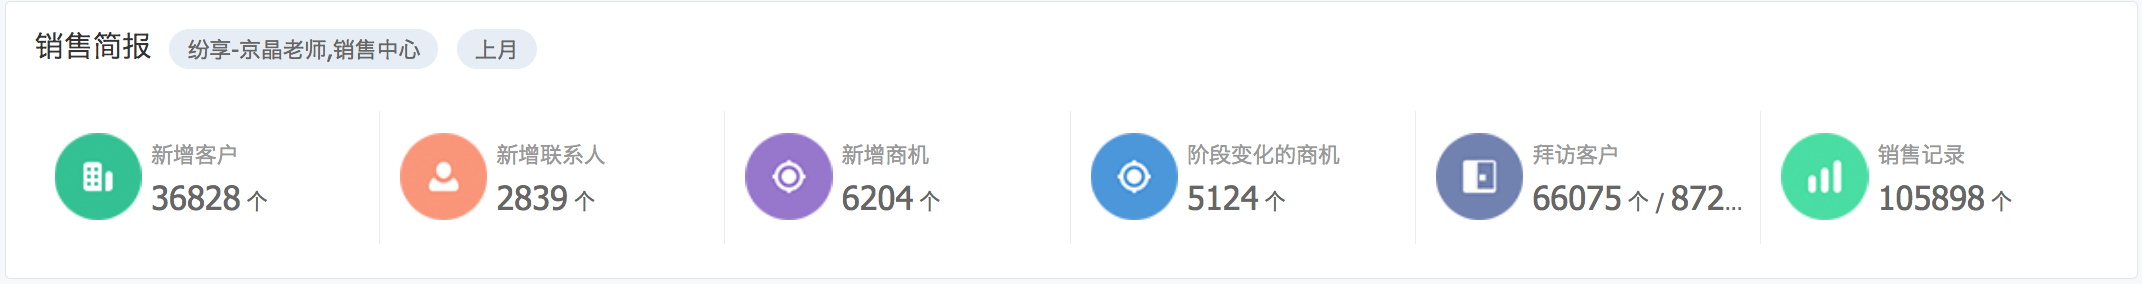 销售简报 纷享-京晶老师,销售中心 上月
新增客户 新增联系人 新增商机 阶段变化的商机 拜访客户 销售记录
36828 个 2839 个 6204 个 5124 个 66075 个 / 872... 105898 个